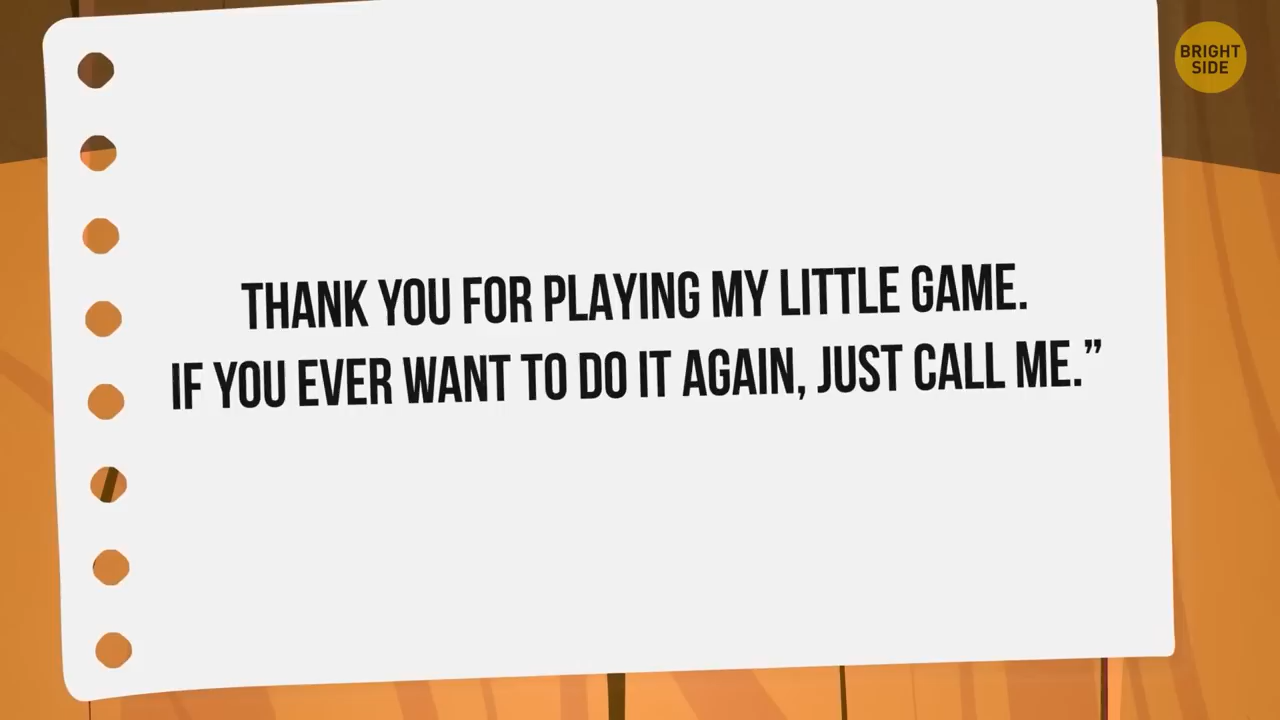 BRIGHT
SIDE
THANK YOU FOR PLAYING MY LITTLE GAME.
IF YOU EVER WANT TO DO IT AGAIN, JUST CALL ME.”